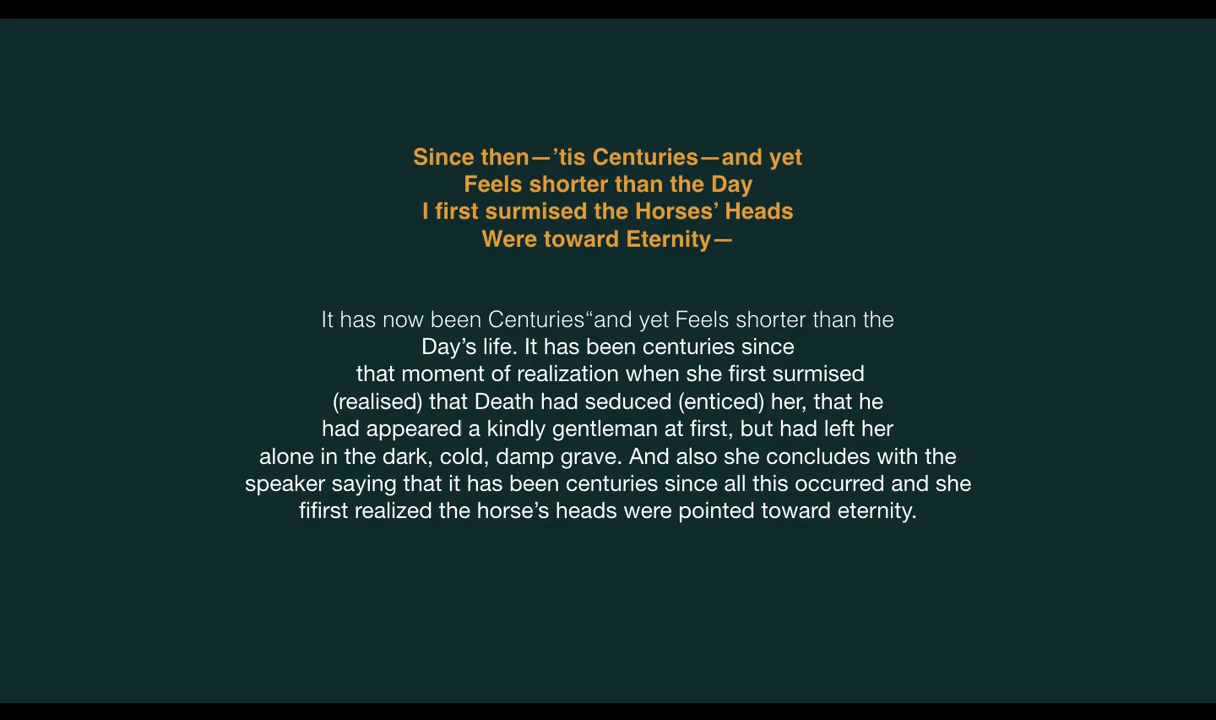 Since then—’tis Centuries—and yet
Feels shorter than the Day
I first surmised the Horses’ Heads
Were toward Eternity—
It has now been Centuries“and yet Feels shorter than the
Day’s life. It has been centuries since
that moment of realization when she first surmised
(realised) that Death had seduced (enticed) her, that he
had appeared a kindly gentleman at first, but had left her
alone in the dark, cold, damp grave. And also she concludes with the
speaker saying that it has been centuries since all this occurred and she
fifirst realized the horse’s heads were pointed toward eternity.